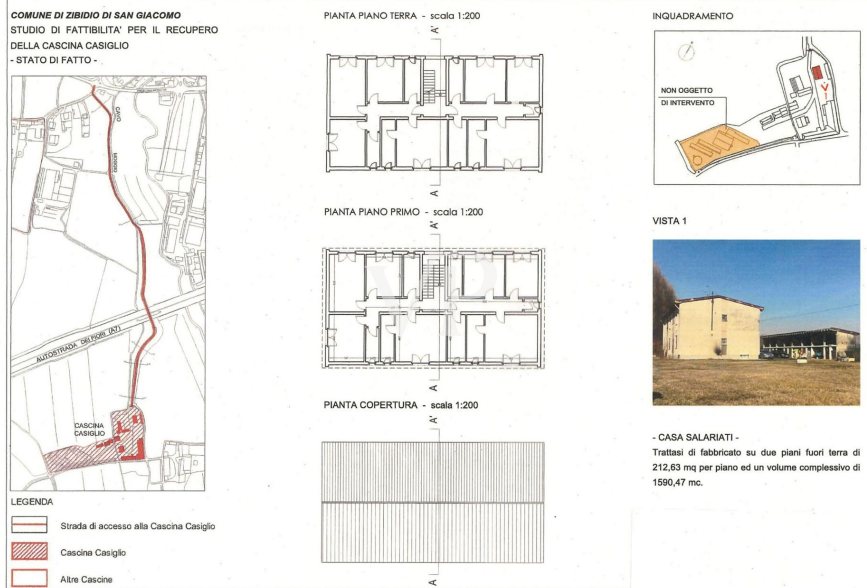 COMUNE DI ZIBIDIO DI SAN GIACOMO
STUDIO DI FATTIBILITA' PER IL RECUPERO
DELLA CASCINA CASIGLIO
- STATO DI FATTO -
CAVO
BORROMEO
AUTOSTRADA DEI FIORI (A7)
CASCINA
CASIGLIO
LEGENDA
Strada di accesso alla Cascina Casiglio
Cascina Casiglio
Altre Cascine
PIANTA PIANO TERRA - scala 1:200
A'
A
PIANTA PIANO PRIMO - scala 1:200
A'
A
PIANTA COPERTURA - scala 1:200
A'
A
INQUADRAMENTO
NON OGGETTO
DI INTERVENTO
V
1
VISTA 1
- CASA SALARIATI -
Trattasi di fabbricato su due piani fuori terra di
212,63 mq per piano ed un volume complessivo di
1590,47 mc.